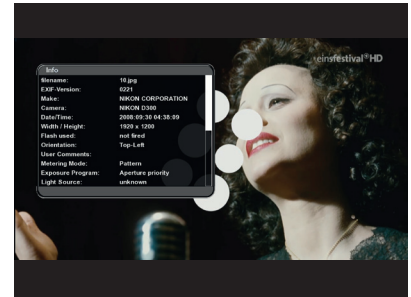 einsfestival HD
Info
filename: 10.jpg
EXIF-Version: 0221
Make: NIKON CORPORATION
Camera: NIKON D300
Date/Time: 2008:09:30 04:38:09
Width / Height: 1920 x 1200
Flash used: not fired
Orientation: Top-Left
User Comments:
Metering Mode: Pattern
Exposure Program: Aperture priority
Light Source: unknown